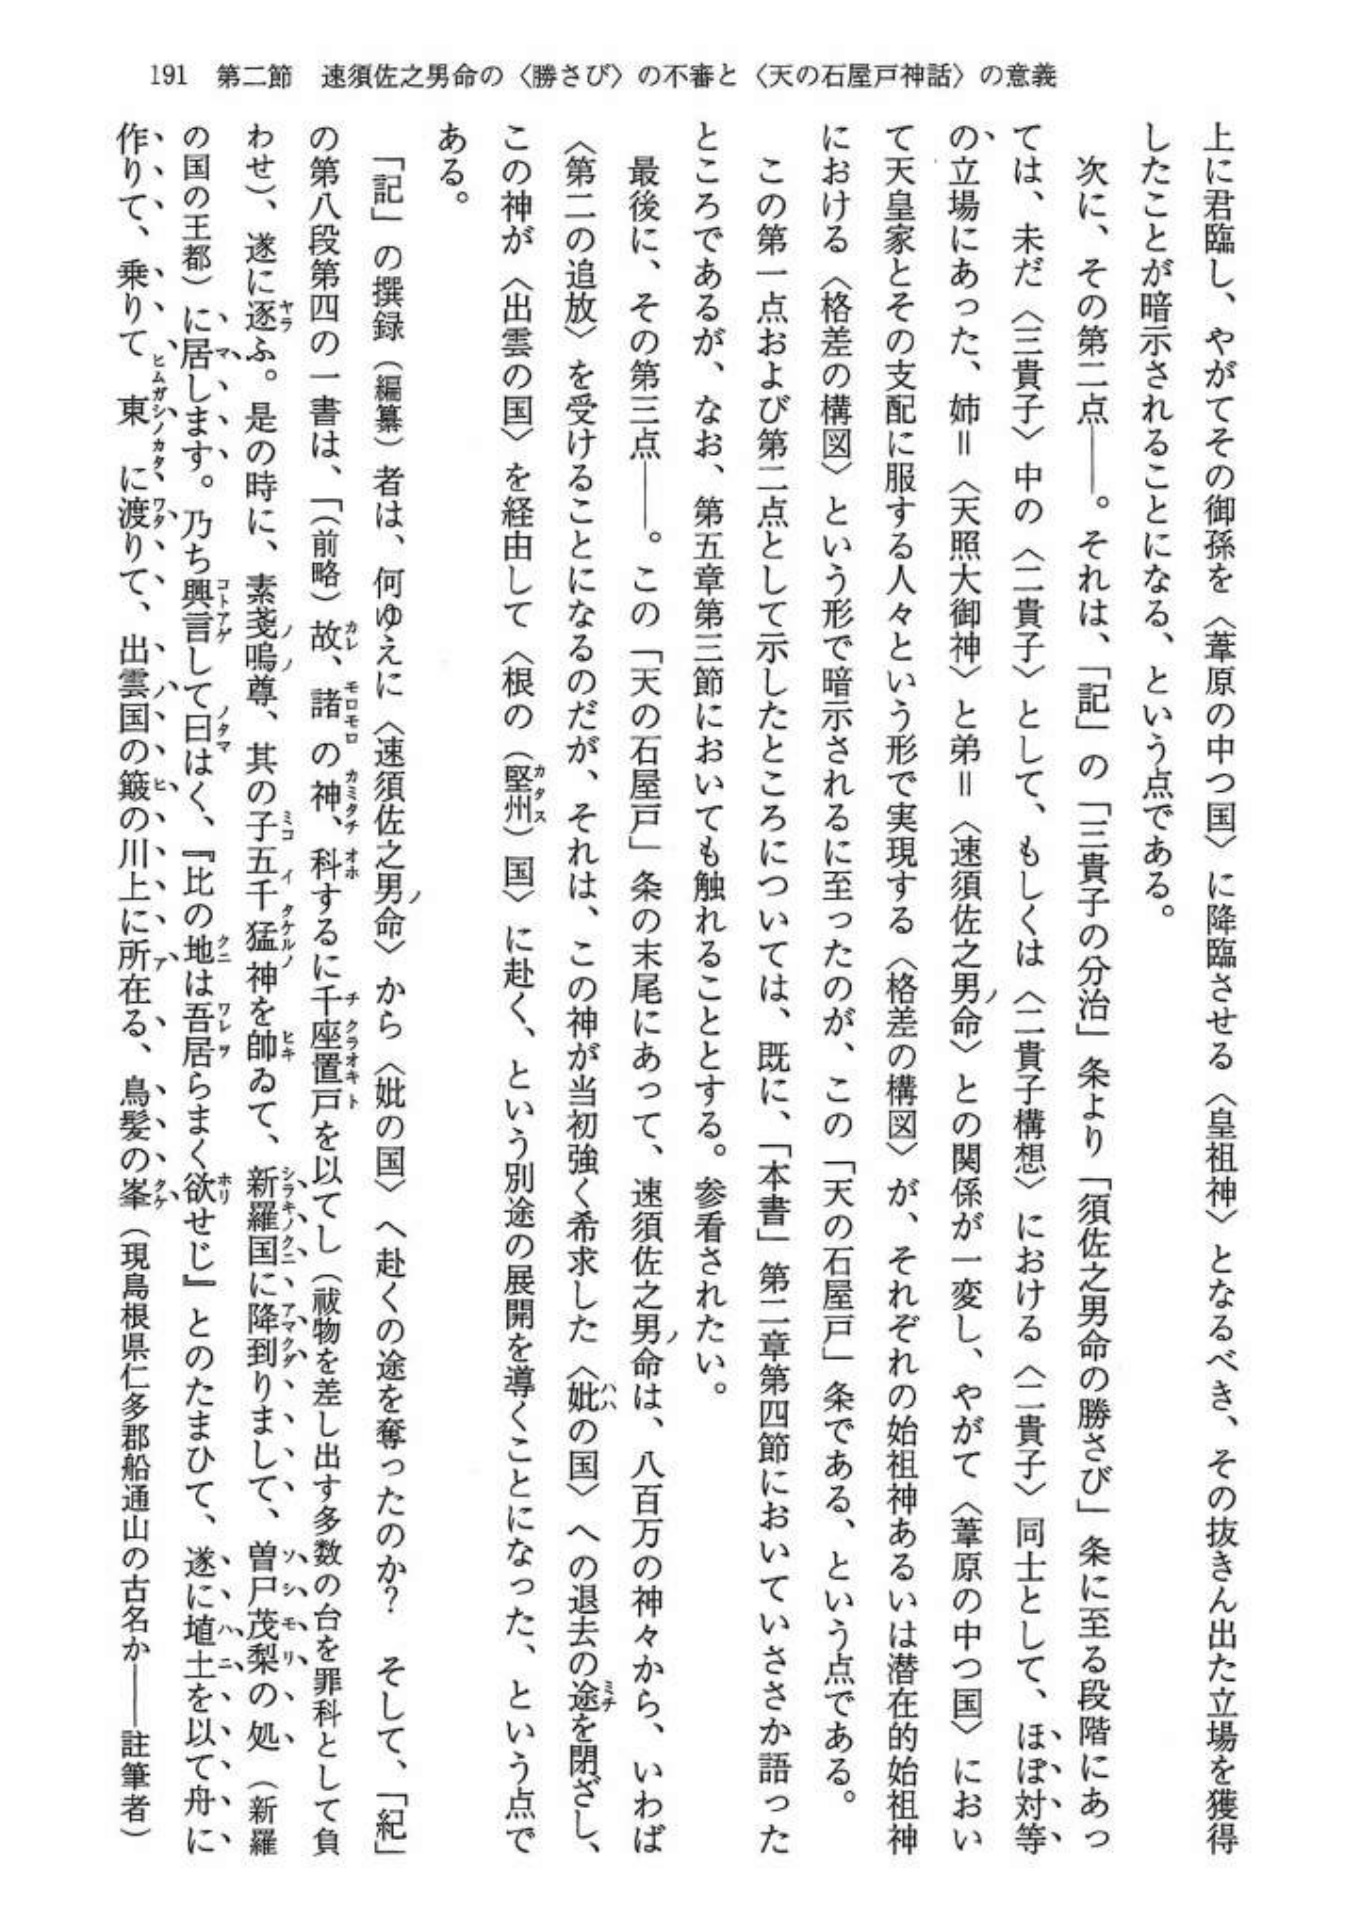 191　第二節　速須佐之男命の〈勝さび〉の不審と〈天の石屋戸神話〉の意義
上に君臨し、やがてその御孫を〈葦原の中つ国〉に降臨させる〈皇祖神〉となるべき、その抜きん出た立場を獲得
したことが暗示されることになる、という点である。
次に、その第二点――。それは、「記」の「三貴子の分治」条より「須佐之男命の勝さび」条に至る段階にあっ
ては、未だ〈三貴子〉中の〈二貴子〉として、もしくは〈二貴子構想〉における〈二貴子〉同士として、ほぼ対等
の立場にあった、姉＝〈天照大御神〉と弟＝〈速須佐之男命〉との関係が一変し、やがて〈葦原の中つ国〉におい
て天皇家とその支配に服する人々という形で実現する〈格差の構図〉が、それぞれの始祖神あるいは潜在的始祖神
における〈格差の構図〉という形で暗示されるに至ったのが、この「天の石屋戸」条である、という点である。
この第一点および第二点として示したところについては、既に、「本書」第二章第四節においていささか語った
ところであるが、なお、第五章第三節においても触れることとする。参看されたい。
最後に、その第三点――。この「天の石屋戸」条の末尾にあって、速須佐之男命は、八百万の神々から、いわば
〈第二の追放〉を受けることになるのだが、それは、この神が当初強く希求した〈妣の国〉への退去の途を閉ざし、
この神が〈出雲の国〉を経由して〈根の（堅州）国〉に赴く、という別途の展開を導くことになった、という点で
ある。
「記」の撰録（編纂）者は、何ゆえに〈速須佐之男命〉から〈妣の国〉へ赴くの途を奪ったのか？　そして、「紀」
の第八段第四の一書は、「（前略）故、諸の神、科するに千座置戸を以てし（祓物を差し出す多数の台を罪科として負
わせ）、遂に逐ふ。是の時に、素戔嗚尊、其の子五十猛神を帥ゐて、新羅国に降到りまして、曽尸茂梨の処（新羅
の国の王都）に居します。乃ち興言して曰はく、『比の地は吾居らまく欲せじ』とのたまひて、遂に埴土を以て舟に
作りて、乗りて東に渡りて、出雲国の簸の川上に所在る、鳥髪の峯（現島根県仁多郡船通山の古名か――註筆者）